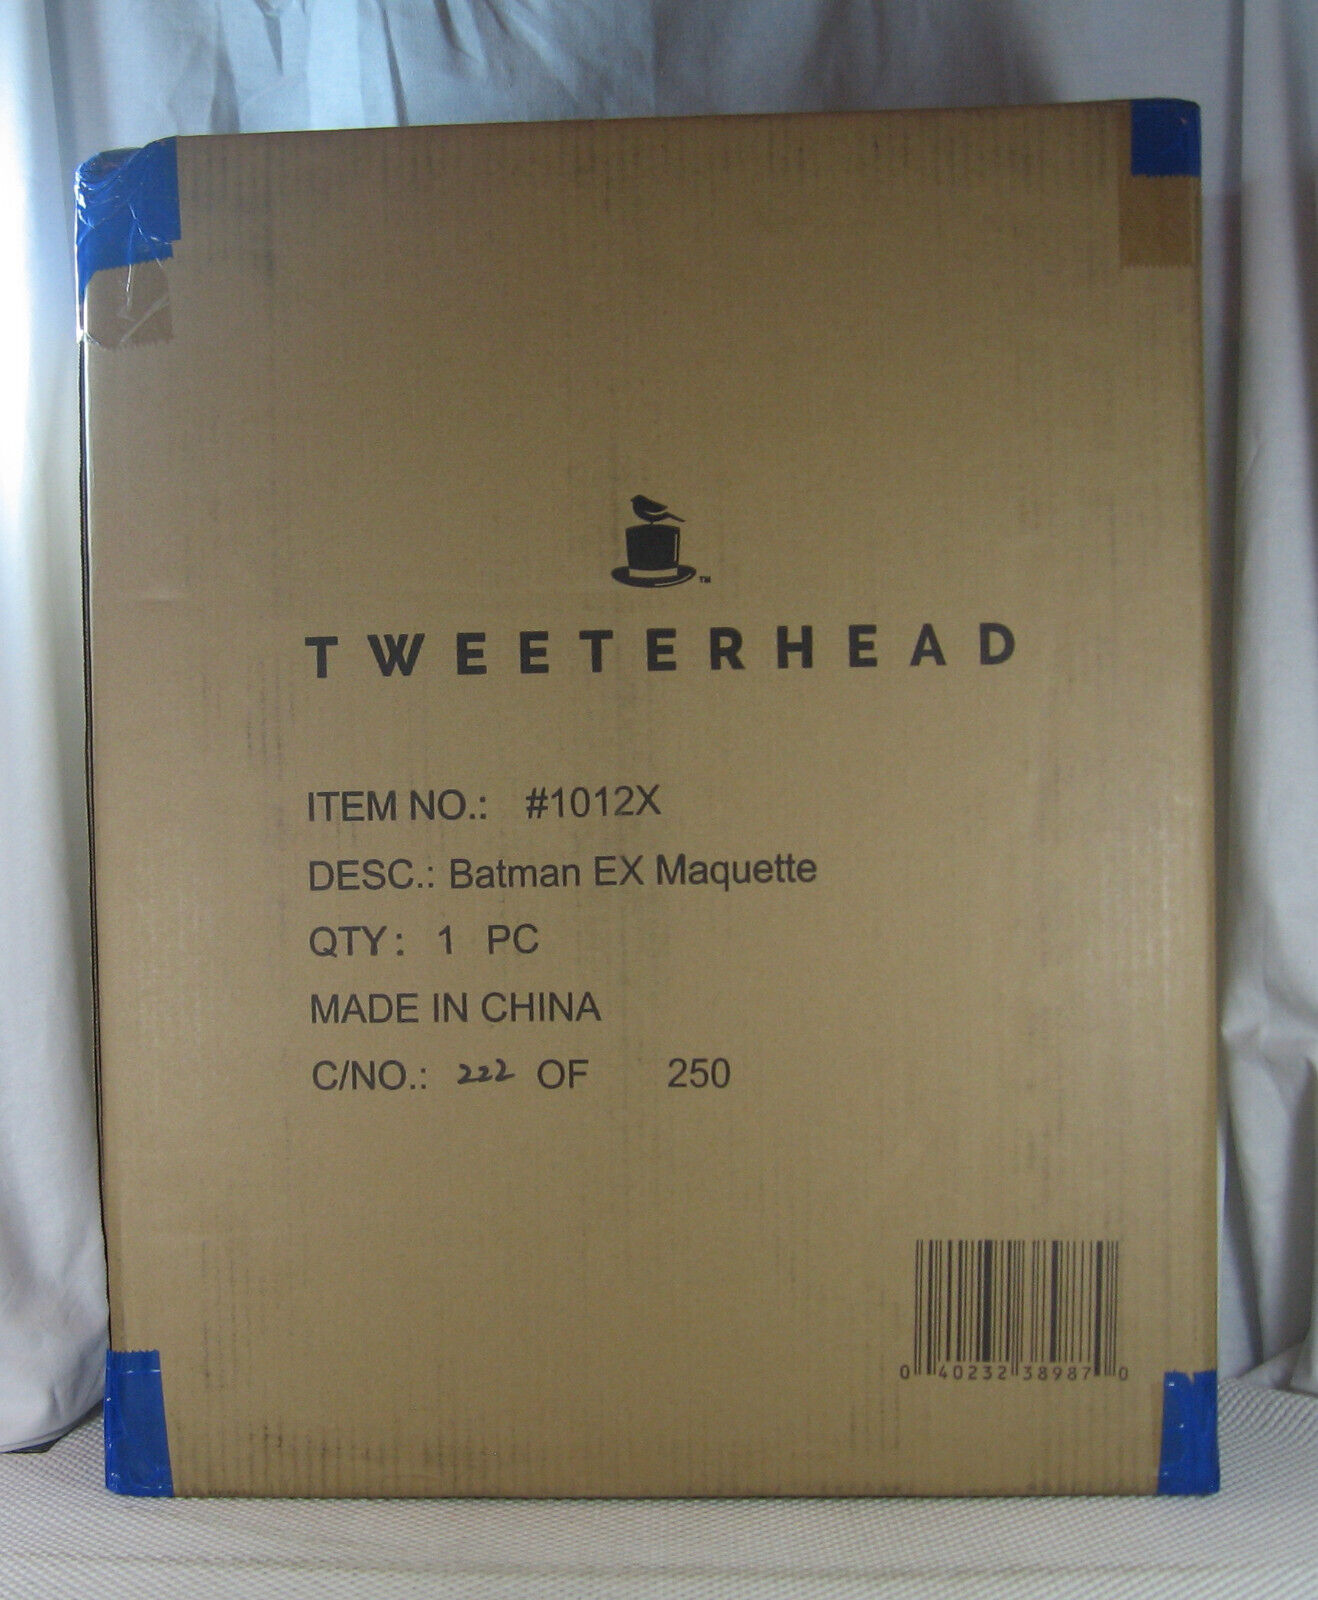 ™
TWEETERHEAD
ITEM NO.: #1012X
DESC.: Batman EX Maquette
QTY: 1 PC
MADE IN CHINA
C/NO.: 222 OF 250
0 40232 38987 0